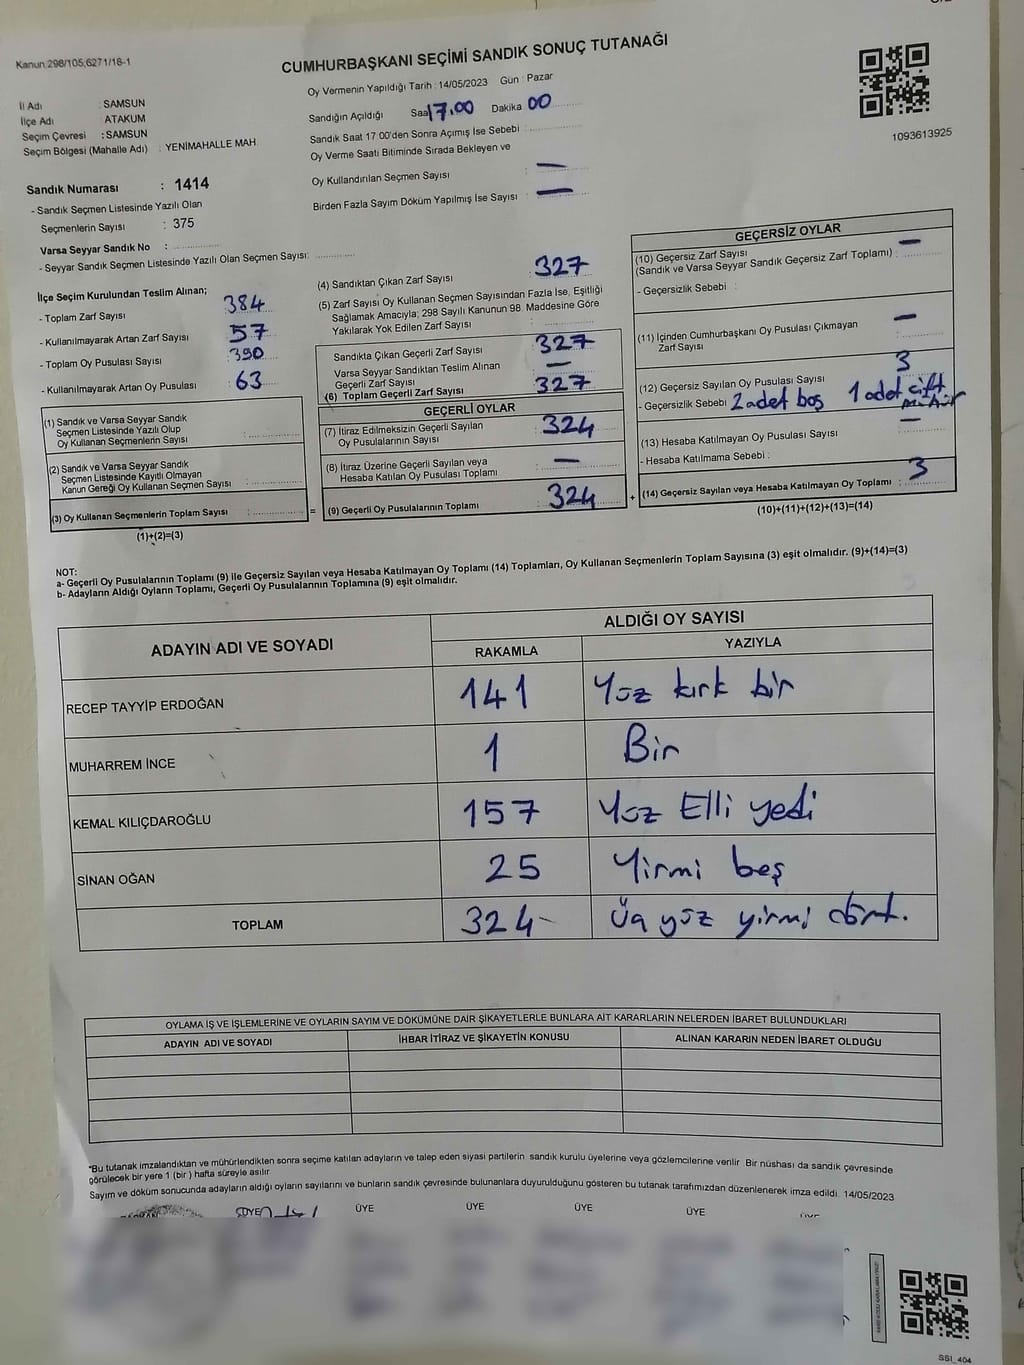 Kanun:298/105,6271/18-1
CUMHURBAŞKANI SEÇİMİ SANDIK SONUÇ TUTANAĞI
Oy Vermenin Yapıldığı Tarih : 14/05/2023 Gün : Pazar
Sandığın Açıldığı Saat 17.00 Dakika 00
Sandık Saat 17:00'den Sonra Açımış İse Sebebi :
Oy Verme Saati Bitiminde Sırada Bekleyen ve
Oy Kullandırılan Seçmen Sayısı : —
Birden Fazla Sayım Döküm Yapılmış İse Sayısı : —
1093613925
İl Adı : SAMSUN
İlçe Adı : ATAKUM
Seçim Çevresi : SAMSUN
Seçim Bölgesi (Mahalle Adı) : YENİMAHALLE MAH
Sandık Numarası : 1414
- Sandık Seçmen Listesinde Yazılı Olan
Seçmenlerin Sayısı : 375
Varsa Seyyar Sandık No :
- Seyyar Sandık Seçmen Listesinde Yazılı Olan Seçmen Sayısı:
İlçe Seçim Kurulundan Teslim Alınan;
- Toplam Zarf Sayısı : 384
- Kullanılmayarak Artan Zarf Sayısı : 57
- Toplam Oy Pusulası Sayısı : 390
- Kullanılmayarak Artan Oy Pusulası : 63
(1) Sandık ve Varsa Seyyar Sandık
Seçmen Listesinde Yazılı Olup
Oy Kullanan Seçmenlerin Sayısı :
(2) Sandık ve Varsa Seyyar Sandık
Seçmen Listesinde Kayıtlı Olmayan
Kanun Gereği Oy Kullanan Seçmen Sayısı :
(3) Oy Kullanan Seçmenlerin Toplam Sayısı : =
(1)+(2)=(3)
(4) Sandıktan Çıkan Zarf Sayısı : 327
(5) Zarf Sayısı Oy Kullanan Seçmen Sayısından Fazla İse, Eşitliği
Sağlamak Amacıyla; 298 Sayılı Kanunun 98. Maddesine Göre
Yakılarak Yok Edilen Zarf Sayısı :
Sandıkta Çıkan Geçerli Zarf Sayısı : 327
Varsa Seyyar Sandıktan Teslim Alınan
Geçerli Zarf Sayısı : —
(6) Toplam Geçerli Zarf Sayısı : 327
GEÇERLİ OYLAR
(7) İtiraz Edilmeksizin Geçerli Sayılan
Oy Pusulalarının Sayısı : 324
(8) İtiraz Üzerine Geçerli Sayılan veya
Hesaba Katılan Oy Pusulası Toplamı : —
(9) Geçerli Oy Pusulalarının Toplamı : 324 +
GEÇERSİZ OYLAR
(10) Geçersiz Zarf Sayısı
(Sandık ve Varsa Seyyar Sandık Geçersiz Zarf Toplamı) : —
- Geçersizlik Sebebi :
(11) İçinden Cumhurbaşkanı Oy Pusulası Çıkmayan
Zarf Sayısı : —
(12) Geçersiz Sayılan Oy Pusulası Sayısı : 3
- Geçersizlik Sebebi : 2 adet boş 1 adet çift mühür
(13) Hesaba Katılmayan Oy Pusulası Sayısı : —
- Hesaba Katılmama Sebebi :
(14) Geçersiz Sayılan veya Hesaba Katılmayan Oy Toplamı : 3
(10)+(11)+(12)+(13)=(14)
NOT:
a- Geçerli Oy Pusulalarının Toplamı (9) ile Geçersiz Sayılan veya Hesaba Katılmayan Oy Toplamı (14) Toplamları, Oy Kullanan Seçmenlerin Toplam Sayısına (3) eşit olmalıdır. (9)+(14)=(3)
b- Adayların Aldığı Oyların Toplamı, Geçerli Oy Pusulalarının Toplamına (9) eşit olmalıdır.
ADAYIN ADI VE SOYADI ALDIĞI OY SAYISI
RAKAMLA YAZIYLA
RECEP TAYYİP ERDOĞAN 141 Yüz kırk bir
MUHARREM İNCE 1 Bir
KEMAL KILIÇDAROĞLU 157 Yüz Elli yedi
SİNAN OĞAN 25 Yirmi beş
TOPLAM 324 Üç yüz yirmi dört.
OYLAMA İŞ VE İŞLEMLERİNE VE OYLARIN SAYIM VE DÖKÜMÜNE DAİR ŞİKAYETLERLE BUNLARA AİT KARARLARIN NELERDEN İBARET BULUNDUKLARI
ADAYIN ADI VE SOYADI İHBAR İTİRAZ VE ŞİKAYETİN KONUSU ALINAN KARARIN NEDEN İBARET OLDUĞU
*Bu tutanak imzalandıktan ve mühürlendikten sonra seçime katılan adayların ve talep eden siyasi partilerin sandık kurulu üyelerine veya gözlemcilerine verilir Bir nüshası da sandık çevresinde
görülecek bir yere 1 (bir ) hafta süreyle asılır
Sayım ve döküm sonucunda adayların aldığı oyların sayılarını ve bunların sandık çevresinde bulunanlara duyurulduğunu gösteren bu tutanak tarafımızdan düzenlenerek imza edildi. 14/05/2023
ÜYE ÜYE ÜYE ÜYE
SSI_404